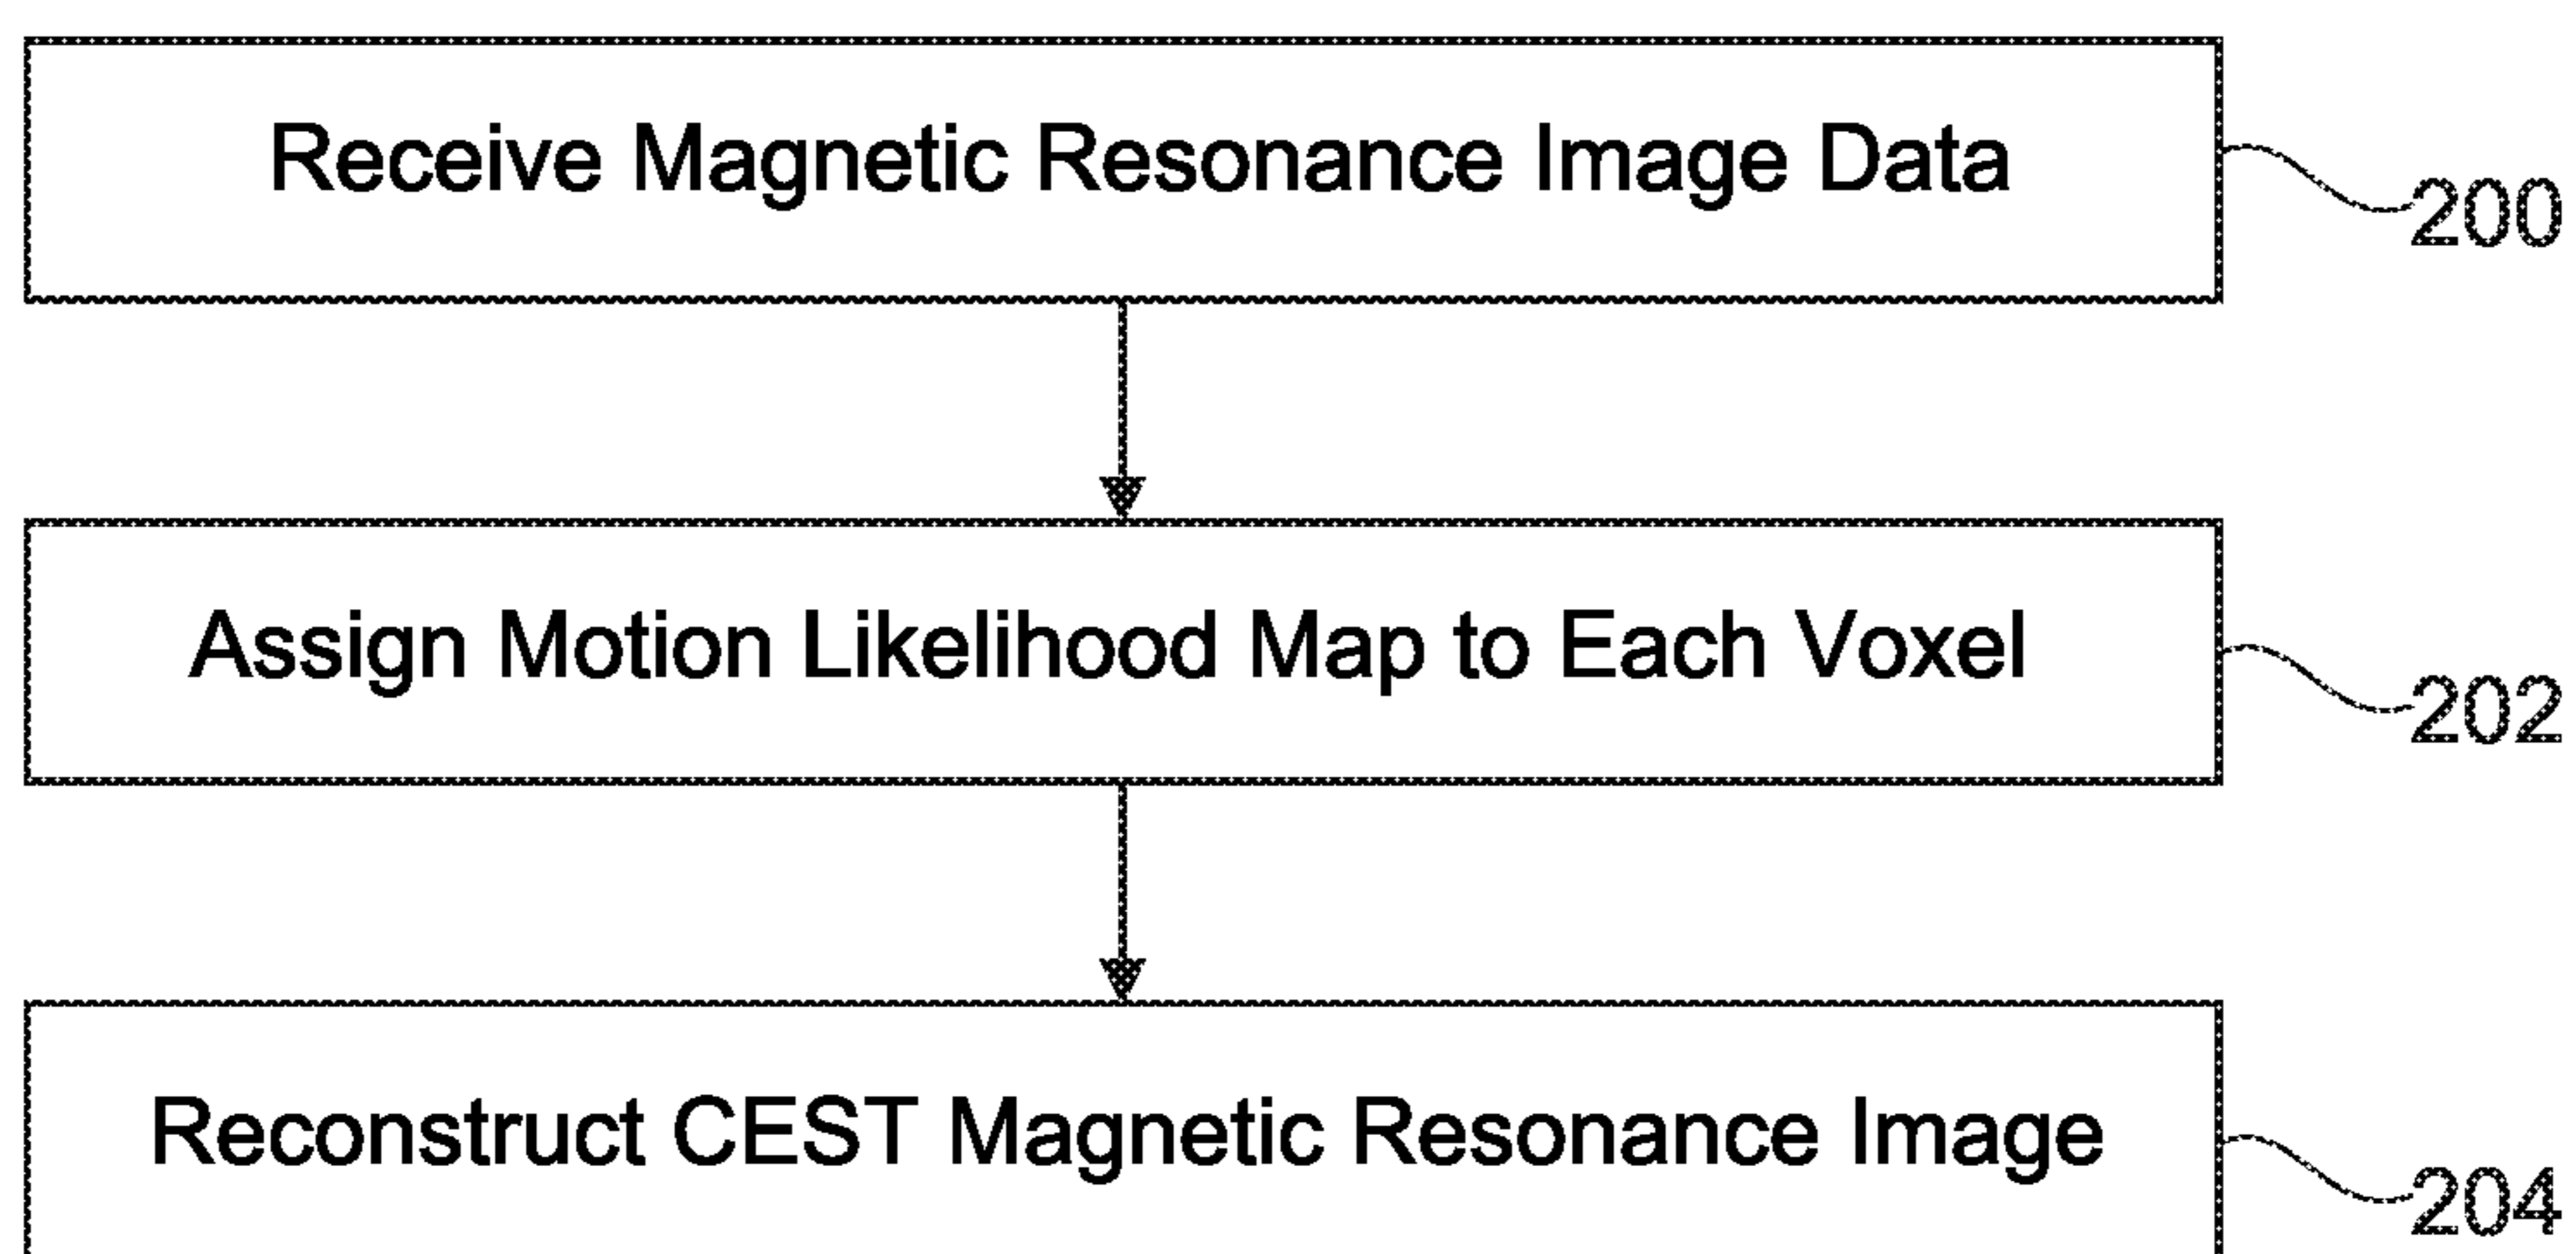 Receive Magnetic Resonance Image Data
200
Assign Motion Likelihood Map to Each Voxel
202
Reconstruct CEST Magnetic Resonance Image
204